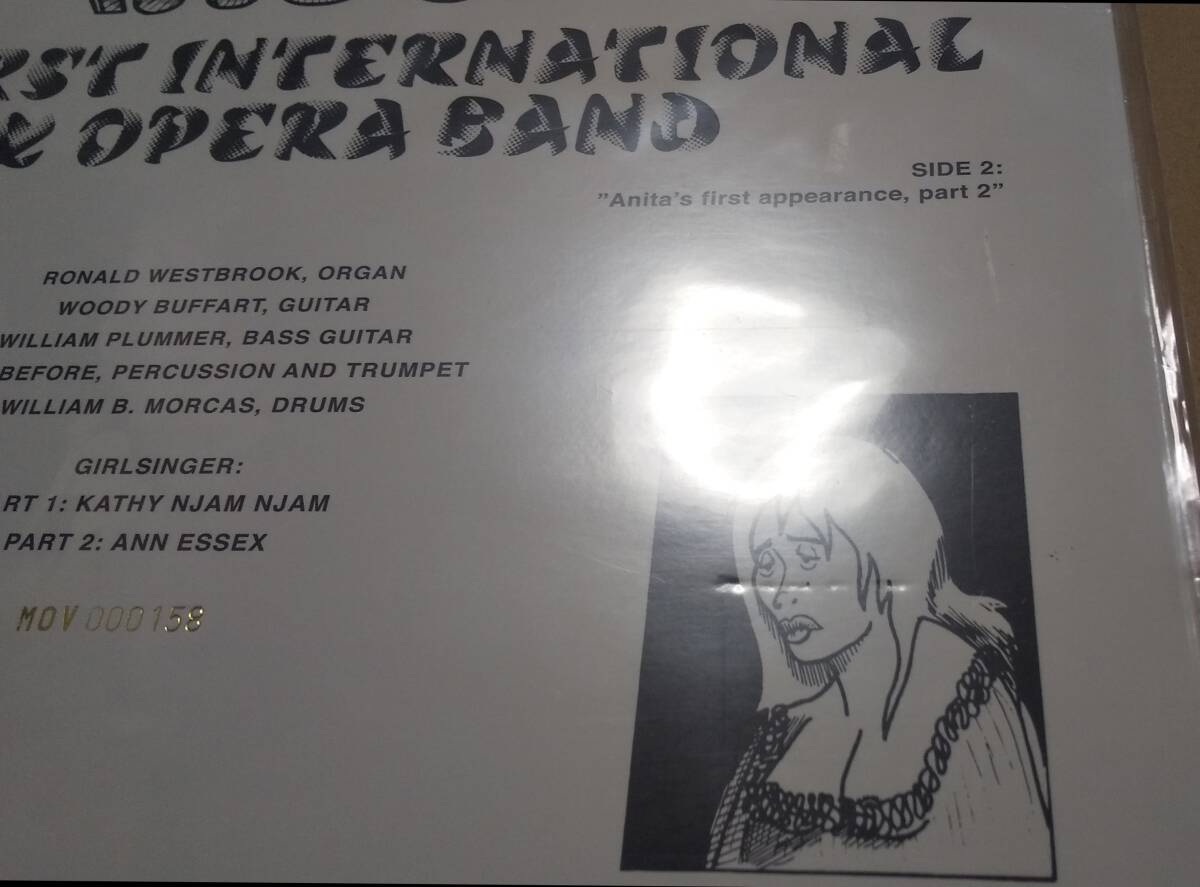 RST INTERNATIONAL
OPERA BAND
SIDE 2:
”Anita's first appearance, part 2”
RONALD WESTBROOK, ORGAN
WOODY BUFFART, GUITAR
WILLIAM PLUMMER, BASS GUITAR
BEFORE, PERCUSSION AND TRUMPET
WILLIAM B. MORCAS, DRUMS
GIRLSINGER:
RT 1: KATHY NJAM NJAM
PART 2: ANN ESSEX
MOV 000158